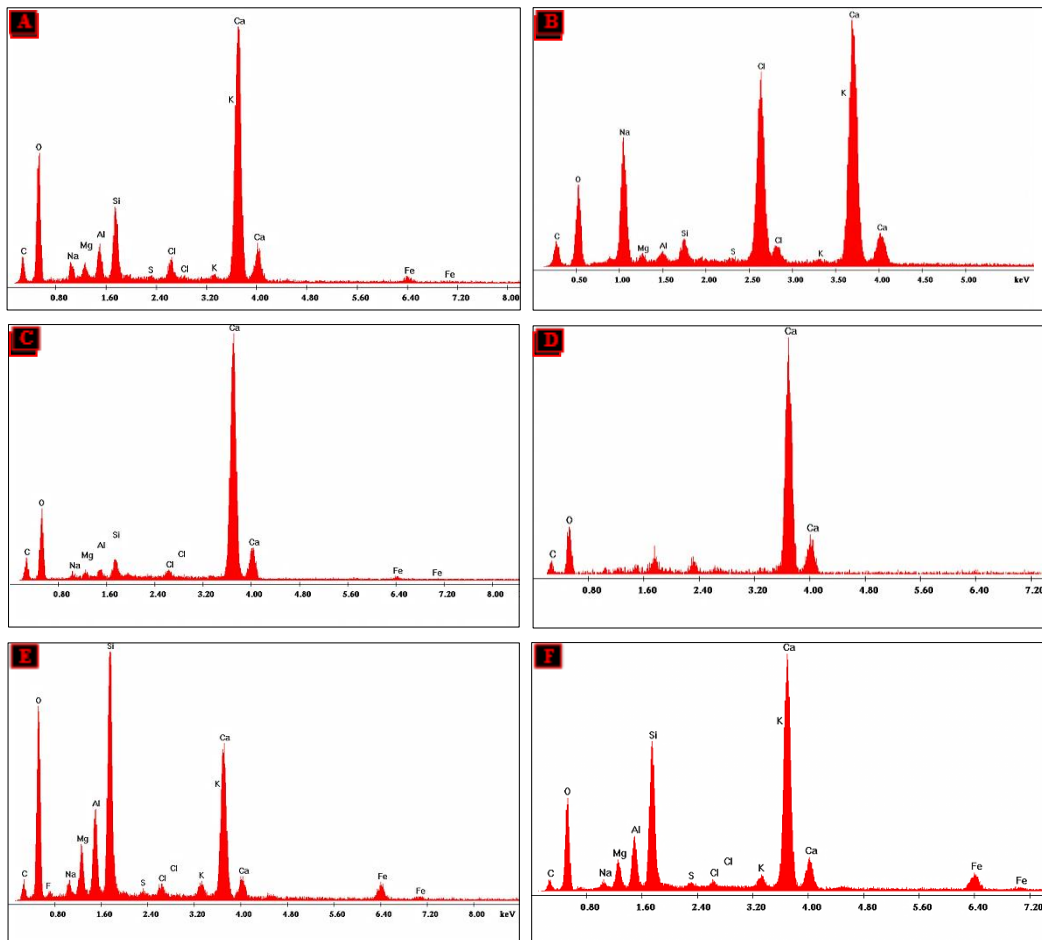 A
Ca
K
O
Si
C
Na
Mg
Al
S
Cl
Cl
K
Ca
Fe
Fe
0.80 1.60 2.40 3.20 4.00 4.80 5.60 6.40 7.20 8.00
B
Ca
Cl
K
Na
O
C
Mg
Al
Si
S
Cl
K
Ca
0.50 1.00 1.50 2.00 2.50 3.00 3.50 4.00 4.50 5.00 keV
C
Ca
O
C
Na
Mg
Al
Si
Cl
Cl
Ca
Fe
Fe
0.80 1.60 2.40 3.20 4.00 4.80 5.60 6.40 7.20 8.00
D
Ca
O
C
Ca
0.80 1.60 2.40 3.20 4.00 4.80 5.60 6.40 7.20
E
Si
O
Ca
K
Al
Mg
C
F
Na
S
Cl
Cl
K
Ca
Fe
Fe
0.80 1.60 2.40 3.20 4.00 4.80 5.60 6.40 7.20 8.00 keV
F
Ca
K
Si
O
Al
Mg
C
Na
S
Cl
Cl
K
Ca
Fe
Fe
0.80 1.60 2.40 3.20 4.00 4.80 5.60 6.40 7.20